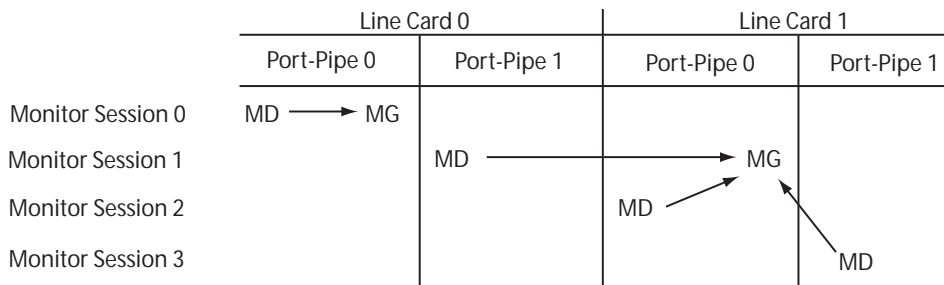 Line Card 0 Line Card 1
Port-Pipe 0 Port-Pipe 1 Port-Pipe 0 Port-Pipe 1
Monitor Session 0 MD MG
Monitor Session 1 MD MG
Monitor Session 2 MD
Monitor Session 3 MD